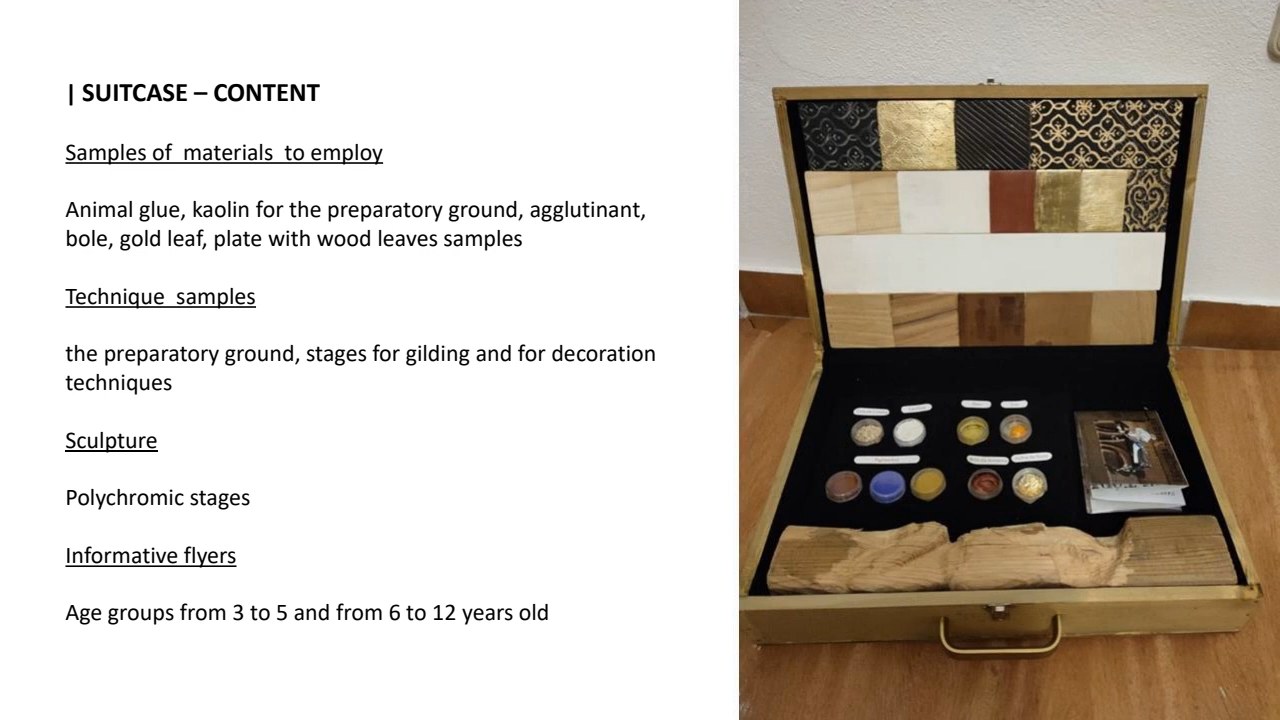 | SUITCASE – CONTENT
Samples of materials to employ
Animal glue, kaolin for the preparatory ground, agglutinant,
bole, gold leaf, plate with wood leaves samples
Technique samples
the preparatory ground, stages for gilding and for decoration
techniques
Sculpture
Polychromic stages
Informative flyers
Age groups from 3 to 5 and from 6 to 12 years old